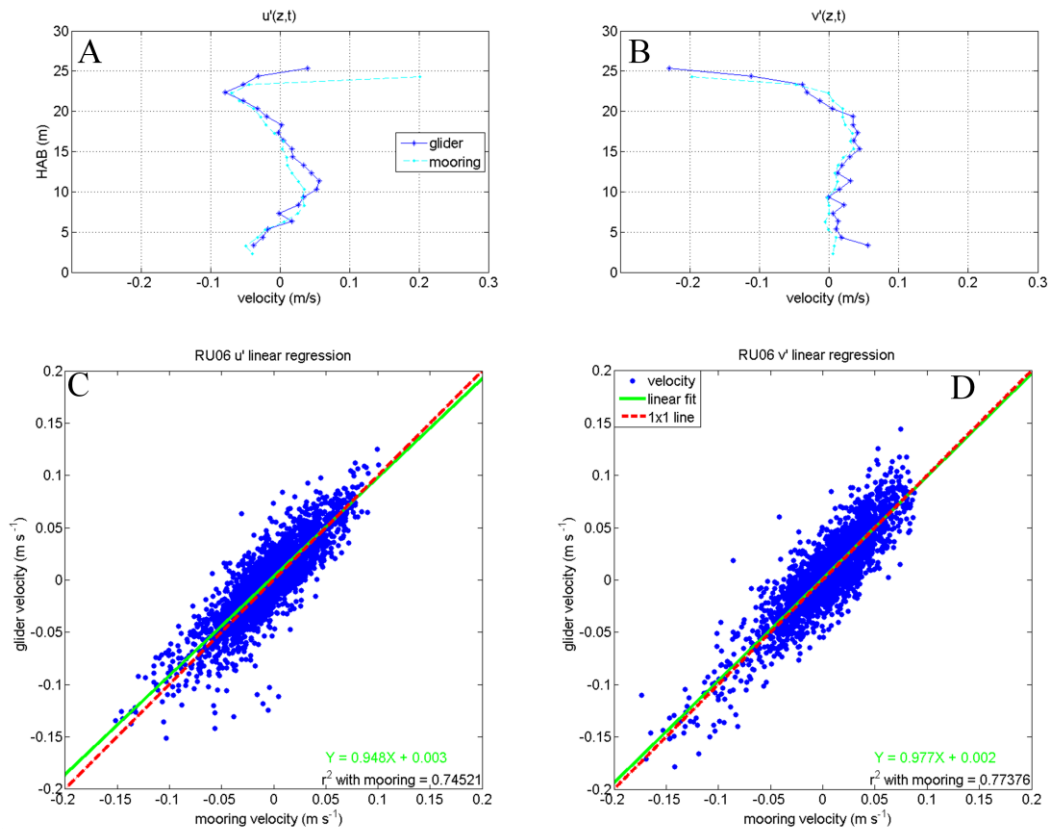 u'(z,t)
A
30
25
20
15
10
5
0
HAB (m)
glider
mooring
-0.2 -0.1 0 0.1 0.2 0.3
velocity (m/s)
v'(z,t)
B
30
25
20
15
10
5
0
-0.2 -0.1 0 0.1 0.2 0.3
velocity (m/s)
RU06 u' linear regression
C
0.2
0.15
0.1
0.05
0
-0.05
-0.1
-0.15
-0.2
glider velocity (m s⁻¹)
Y = 0.948X + 0.003
r² with mooring = 0.74521
-0.2 -0.15 -0.1 -0.05 0 0.05 0.1 0.15 0.2
mooring velocity (m s⁻¹)
RU06 v' linear regression
velocity
linear fit
1x1 line
D
0.2
0.15
0.1
0.05
0
-0.05
-0.1
-0.15
-0.2
glider velocity (m s⁻¹)
Y = 0.977X + 0.002
r² with mooring = 0.77376
-0.2 -0.15 -0.1 -0.05 0 0.05 0.1 0.15 0.2
mooring velocity (m s⁻¹)